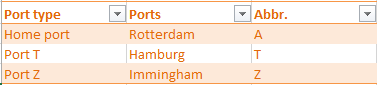 Port type Ports Abbr.
Home port Rotterdam A
Port T Hamburg T
Port Z Immingham Z